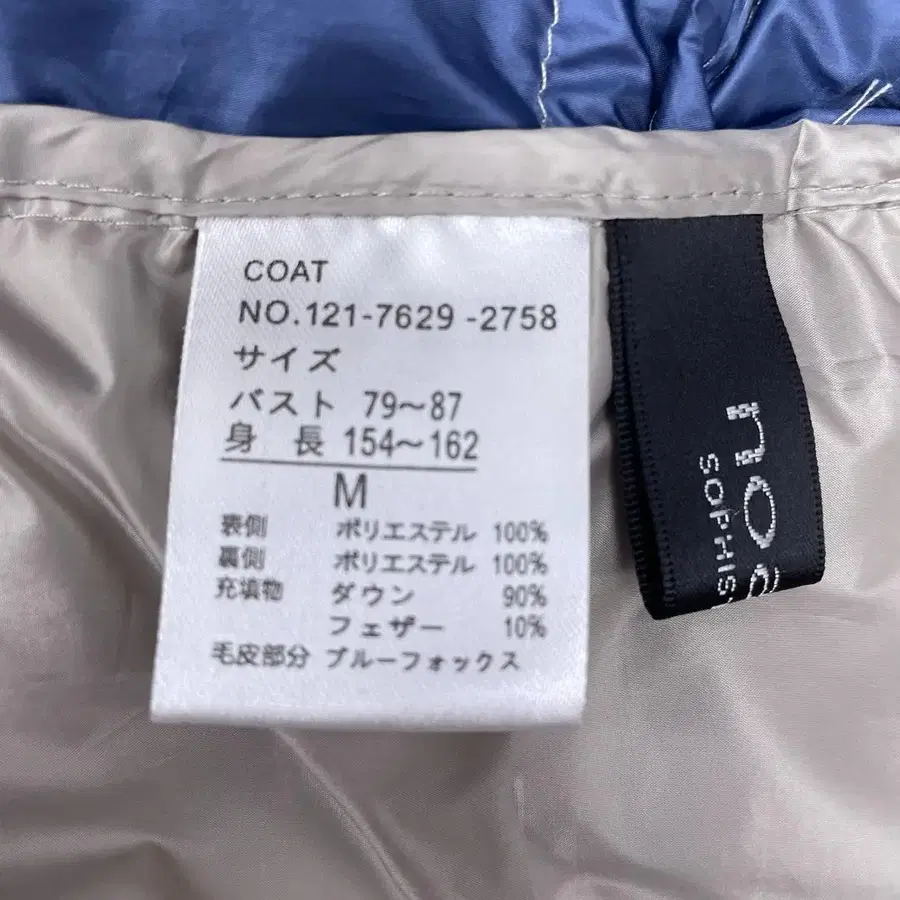 COAT
NO.121-7629 -2758
サイズ
バスト 79～87
身 長 154～162
M
表側 ポリエステル 100%
裏側 ポリエステル 100%
充填物 ダウン 90%
フェザー 10%
毛皮部分 ブルーフォックス